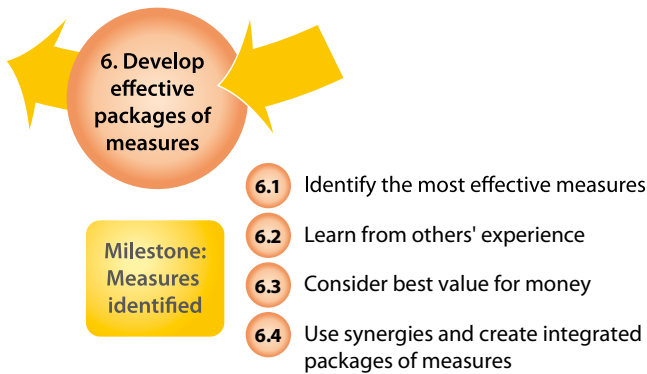 6. Develop
effective
packages of
measures
6.1 Identify the most effective measures
6.2 Learn from others' experience
Milestone:
Measures
identified
6.3 Consider best value for money
6.4 Use synergies and create integrated
packages of measures